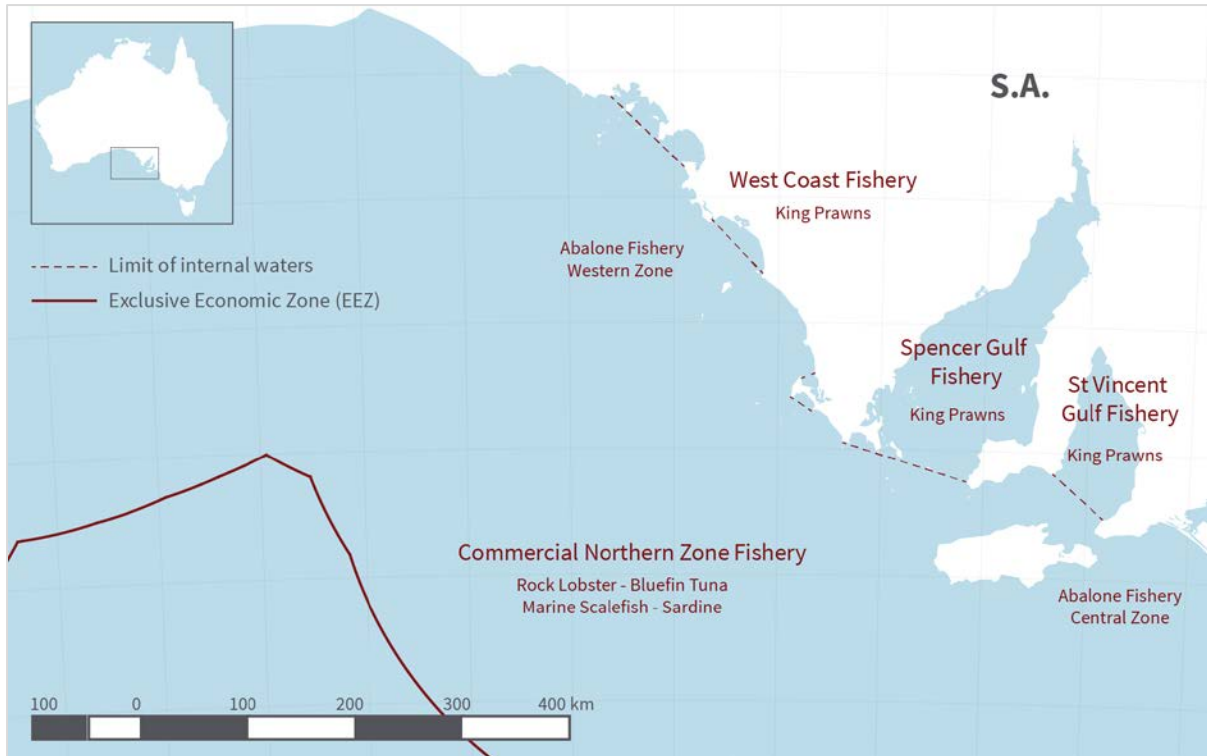 S.A.
West Coast Fishery
King Prawns
Abalone Fishery
Western Zone
Limit of internal waters
Exclusive Economic Zone (EEZ)
Spencer Gulf
Fishery
King Prawns
St Vincent
Gulf Fishery
King Prawns
Commercial Northern Zone Fishery
Rock Lobster - Bluefin Tuna
Marine Scalefish - Sardine
Abalone Fishery
Central Zone
100 0 100 200 300 400 km